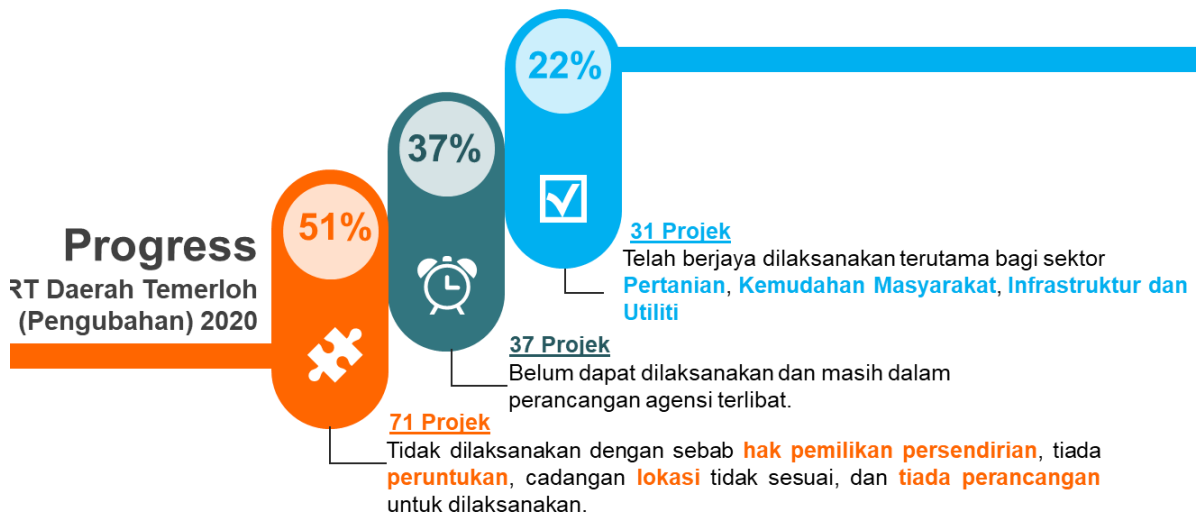 22%
37%
51%
Progress
RT Daerah Temerloh
(Pengubahan) 2020
31 Projek
Telah berjaya dilaksanakan terutama bagi sektor
Pertanian, Kemudahan Masyarakat, Infrastruktur dan
Utiliti
37 Projek
Belum dapat dilaksanakan dan masih dalam
perancangan agensi terlibat.
71 Projek
Tidak dilaksanakan dengan sebab hak pemilikan persendirian, tiada
peruntukan, cadangan lokasi tidak sesuai, dan tiada perancangan
untuk dilaksanakan.